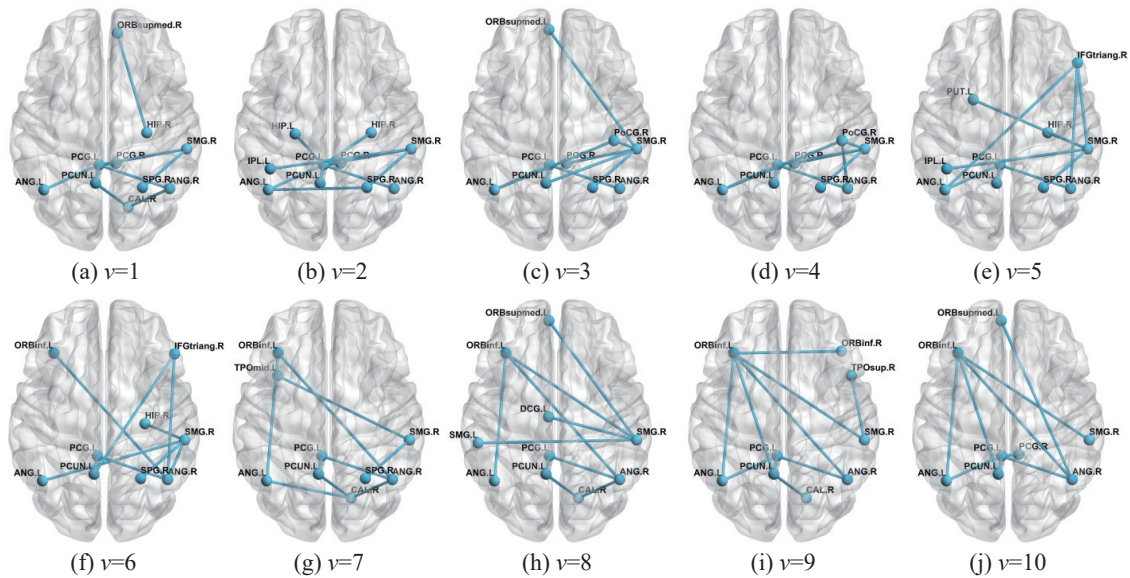 ORBsupmed.R
HIP.R
SMG.R
PCG.L PCG.R
ANG.L PCUN.L SPG.R ANG.R
CAL.R
(a) v=1
HIP.L HIP.R
SMG.R
PCG.L PCG.R
IPL.L
ANG.L PCUN.L SPG.R ANG.R
(b) v=2
ORBsupmed.L
PoCG.R
SMG.R
PCG.L PCG.R
ANG.L PCUN.L SPG.R ANG.R
(c) v=3
PoCG.R
SMG.R
PCG.L PCG.R
ANG.L PCUN.L SPG.R ANG.R
(d) v=4
IFGtriang.R
PUT.L
HIP.R
SMG.R
IPL.L PCG.L
ANG.L PCUN.L SPG.R ANG.R
(e) v=5
ORBinf.L IFGtriang.R
HIP.R
SMG.R
PCG.L
ANG.L PCUN.L SPG.R ANG.R
(f) v=6
ORBinf.L
TPOmid.L
SMG.R
PCG.L
ANG.L PCUN.L SPG.R ANG.R
CAL.R
(g) v=7
ORBsupmed.L
ORBinf.L
DCG.L
SMG.L SMG.R
PCG.L
ANG.L PCUN.L ANG.R
CAL.R
(h) v=8
ORBinf.L ORBinf.R
TPOsup.R
SMG.R
PCG.L
ANG.L PCUN.L ANG.R
CAL.R
(i) v=9
ORBsupmed.L
ORBinf.L
SMG.R
PCG.L PCG.R
ANG.L PCUN.L ANG.R
(j) v=10